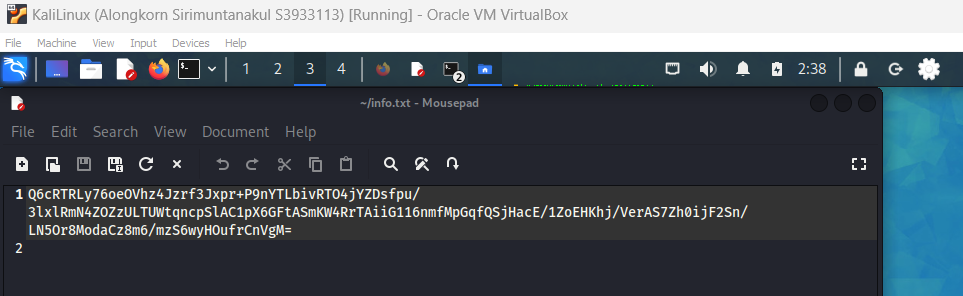 KaliLinux (Alongkorn Sirimuntanakul S3933113) [Running] - Oracle VM VirtualBox
File Machine View Input Devices Help
1 2 3 4 2 2:38
~/info.txt - Mousepad
File Edit Search View Document Help
1 Q6cRTRLy76oeOVhz4Jzrf3Jxpr+P9nYTLbivRTO4jYZDsfpu/
3lxlRmN4ZOZzULTUWtqncpSlAC1pX6GFtASmKW4RrTAiiG116nmfMpGqfQSjHacE/1ZoEHKhj/VerAS7Zh0ijF2Sn/
LN5Or8ModaCz8m6/mzS6wyHOufrCnVgM=
2